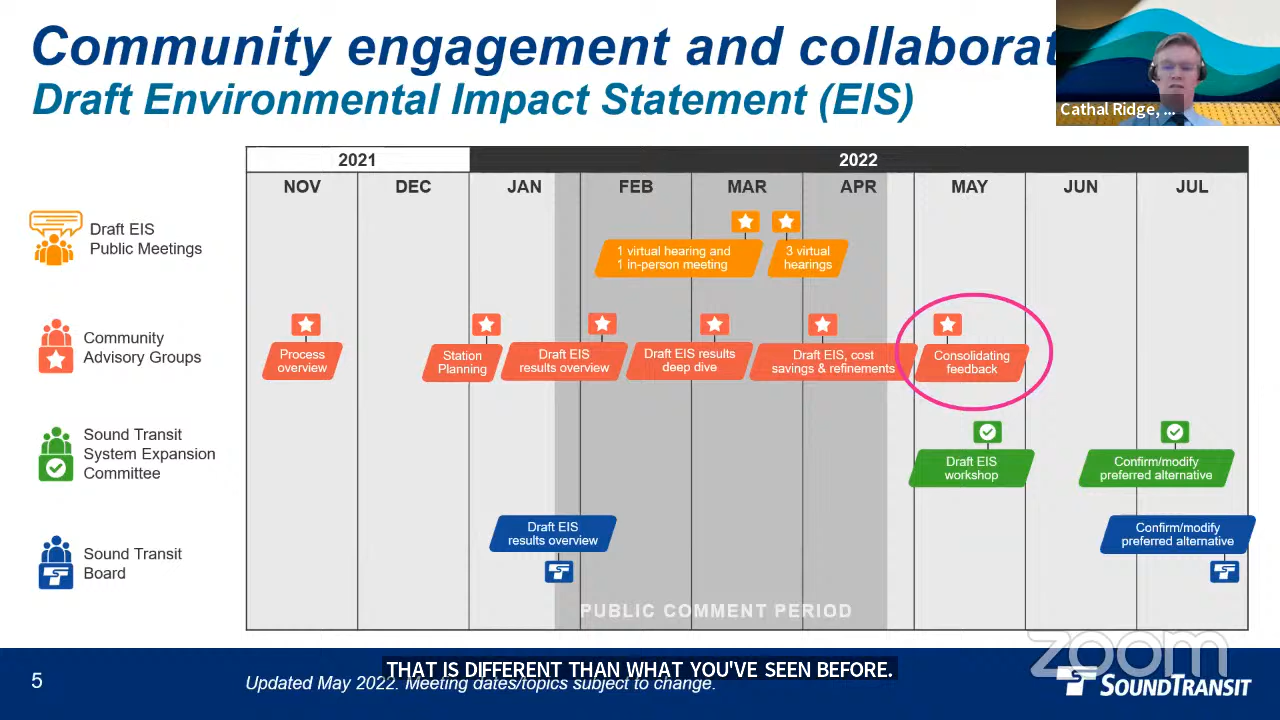 Community engagement and collaborat
Draft Environmental Impact Statement (EIS)
Cathal Ridge, ...
2021
2022
NOV
DEC
JAN
FEB
MAR
APR
MAY
JUN
JUL
Draft EIS
Public Meetings
1 virtual hearing and
1 in-person meeting
3 virtual
hearings
Community
Advisory Groups
Process
overview
Station
Planning
Draft EIS
results overview
Draft EIS results
deep dive
Draft EIS, cost
savings & refinements
Consolidating
feedback
Sound Transit
System Expansion
Committee
Draft EIS
workshop
Confirm/modify
preferred alternative
Sound Transit
Board
Draft EIS
results overview
Confirm/modify
preferred alternative
PUBLIC COMMENT PERIOD
zoom
THAT IS DIFFERENT THAN WHAT YOU'VE SEEN BEFORE.
5
Updated May 2022. Meeting dates/topics subject to change.
SOUNDTRANSIT